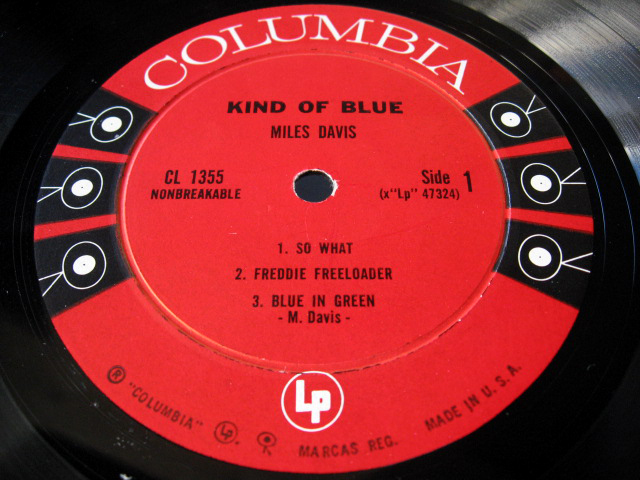 COLUMBIA
KIND OF BLUE
MILES DAVIS
CL 1355
NONBREAKABLE
Side 1
(x"Lp" 47324)
1. SO WHAT
2. FREDDIE FREELOADER
3. BLUE IN GREEN
- M. Davis -
Lp
® "COLUMBIA" Lp MARCAS REG. MADE IN U. S. A.